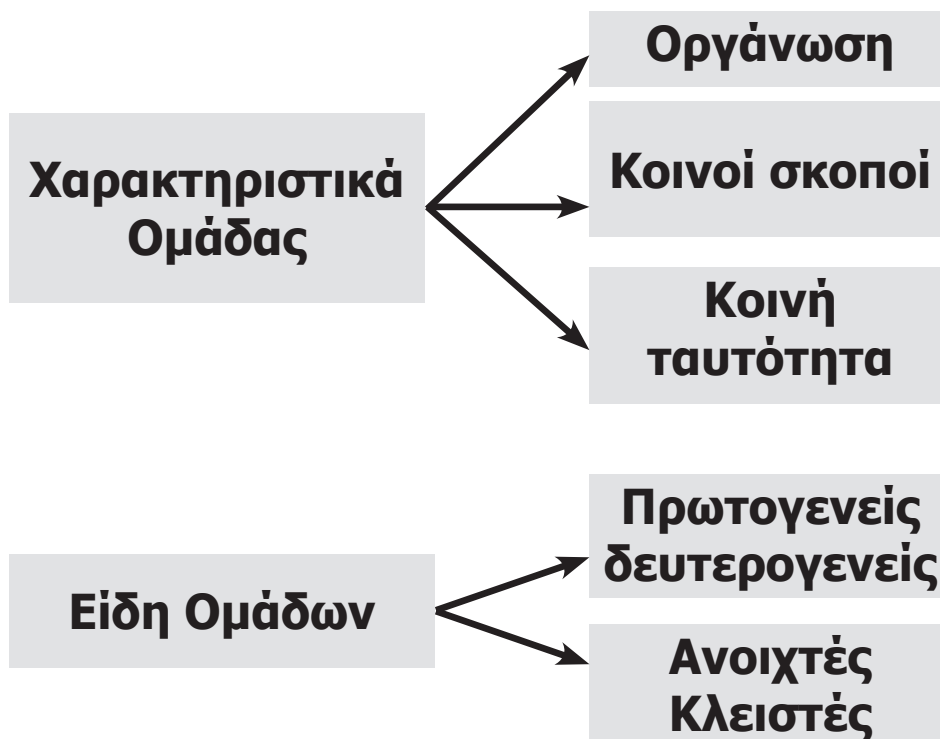 Χαρακτηριστικά
Ομάδας
Οργάνωση
Κοινοί σκοποί
Κοινή
ταυτότητα
Είδη Ομάδων
Πρωτογενείς
δευτερογενείς
Ανοιχτές
Κλειστές